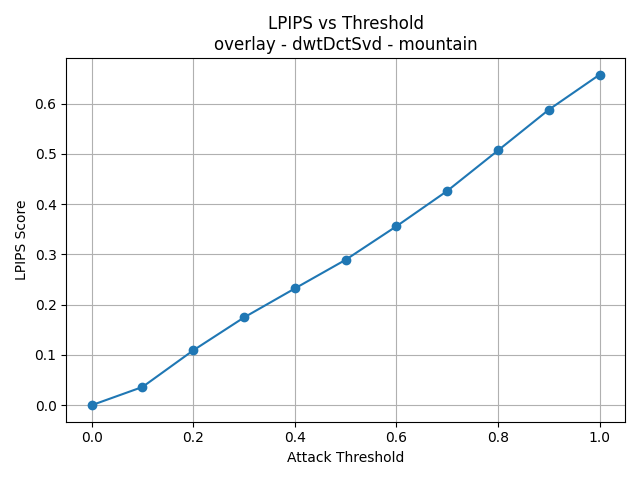 LPIPS vs Threshold
overlay - dwtDctSvd - mountain
LPIPS Score
0.6
0.5
0.4
0.3
0.2
0.1
0.0
0.0 0.2 0.4 0.6 0.8 1.0
Attack Threshold